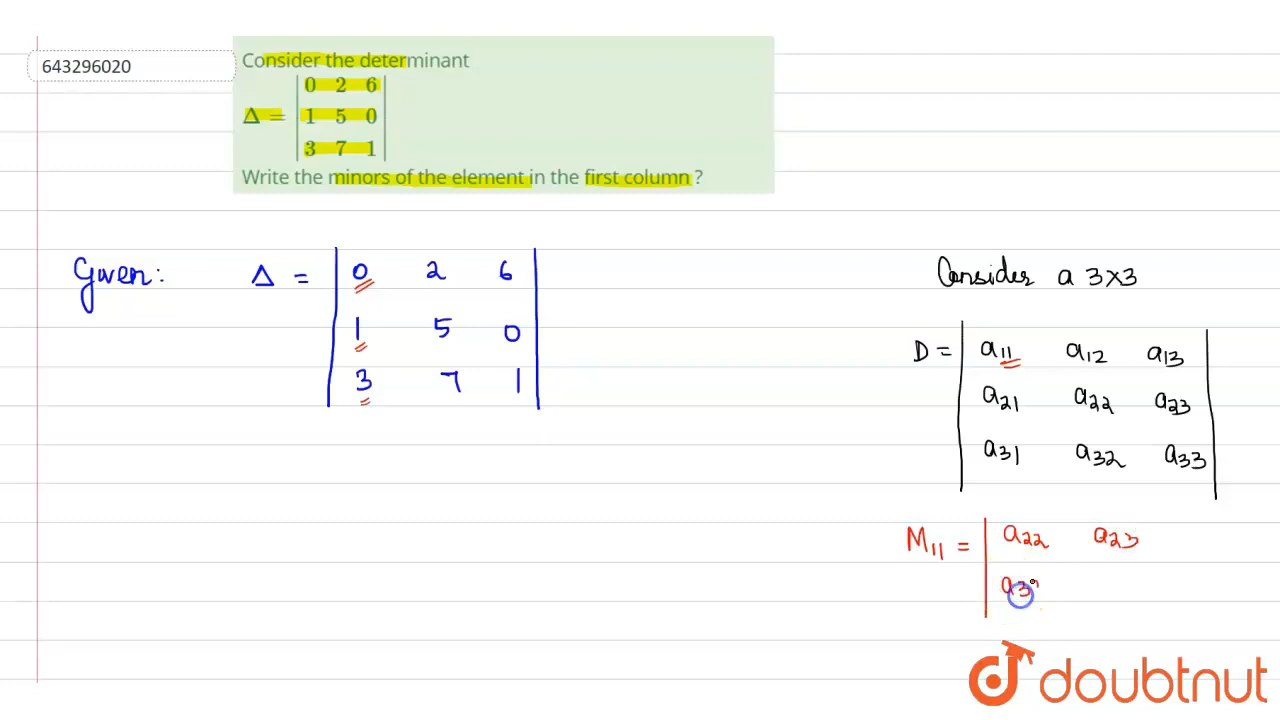 643296020
Consider the determinant
0 2 6
Δ = 1 5 0
3 7 1
Write the minors of the element in the first column ?
Given: Δ = 0 2 6
1 5 0
3 7 1
Consider a 3x3
D = a11 a12 a13
a21 a22 a23
a31 a32 a33
M11 = a22 a23
a3
doubtnut